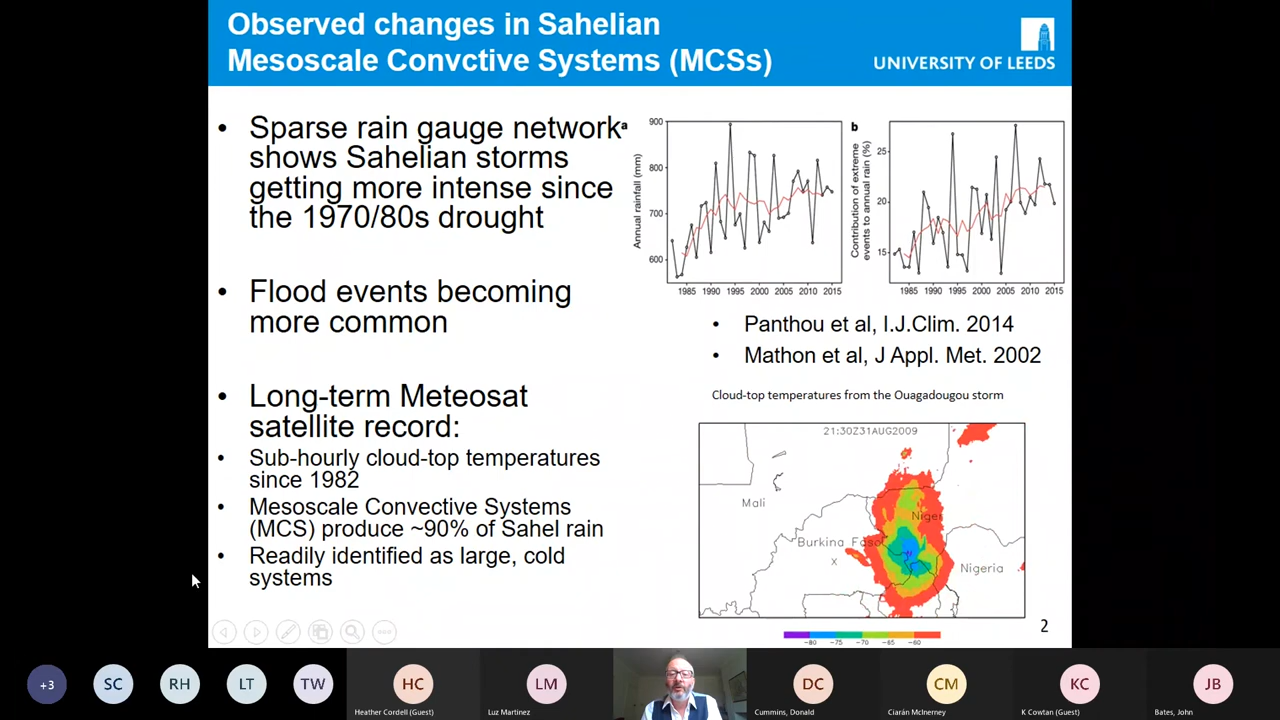 Observed changes in Sahelian
Mesoscale Convctive Systems (MCSs)
UNIVERSITY OF LEEDS
• Sparse rain gauge network
shows Sahelian storms
getting more intense since
the 1970/80s drought
• Flood events becoming
more common
• Long-term Meteosat
satellite record:
• Sub-hourly cloud-top temperatures
since 1982
• Mesoscale Convective Systems
(MCS) produce ~90% of Sahel rain
• Readily identified as large, cold
systems
a
Annual rainfall (mm)
900
800
700
600
1985 1990 1995 2000 2005 2010 2015
b
Contribution of extreme
events to annual rain (%)
25
20
15
1985 1990 1995 2000 2005 2010 2015
• Panthou et al, I.J.Clim. 2014
• Mathon et al, J Appl. Met. 2002
Cloud-top temperatures from the Ouagadougou storm
21:30Z31AUG2009
Mali
Niger
Burkina Faso
x
Nigeria
-80 -75 -70 -65 -60
2
+3
SC
RH
LT
TW
HC
Heather Cordell (Guest)
LM
Luz Martinez
DC
Cummins, Donald
CM
Ciarán McInerney
KC
K Cowtan (Guest)
JB
Bates, John